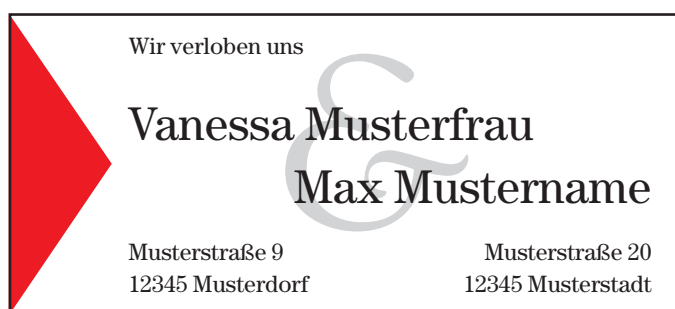 Wir verloben uns
&
Vanessa Musterfrau
Max Mustername
Musterstraße 9
12345 Musterdorf
Musterstraße 20
12345 Musterstadt